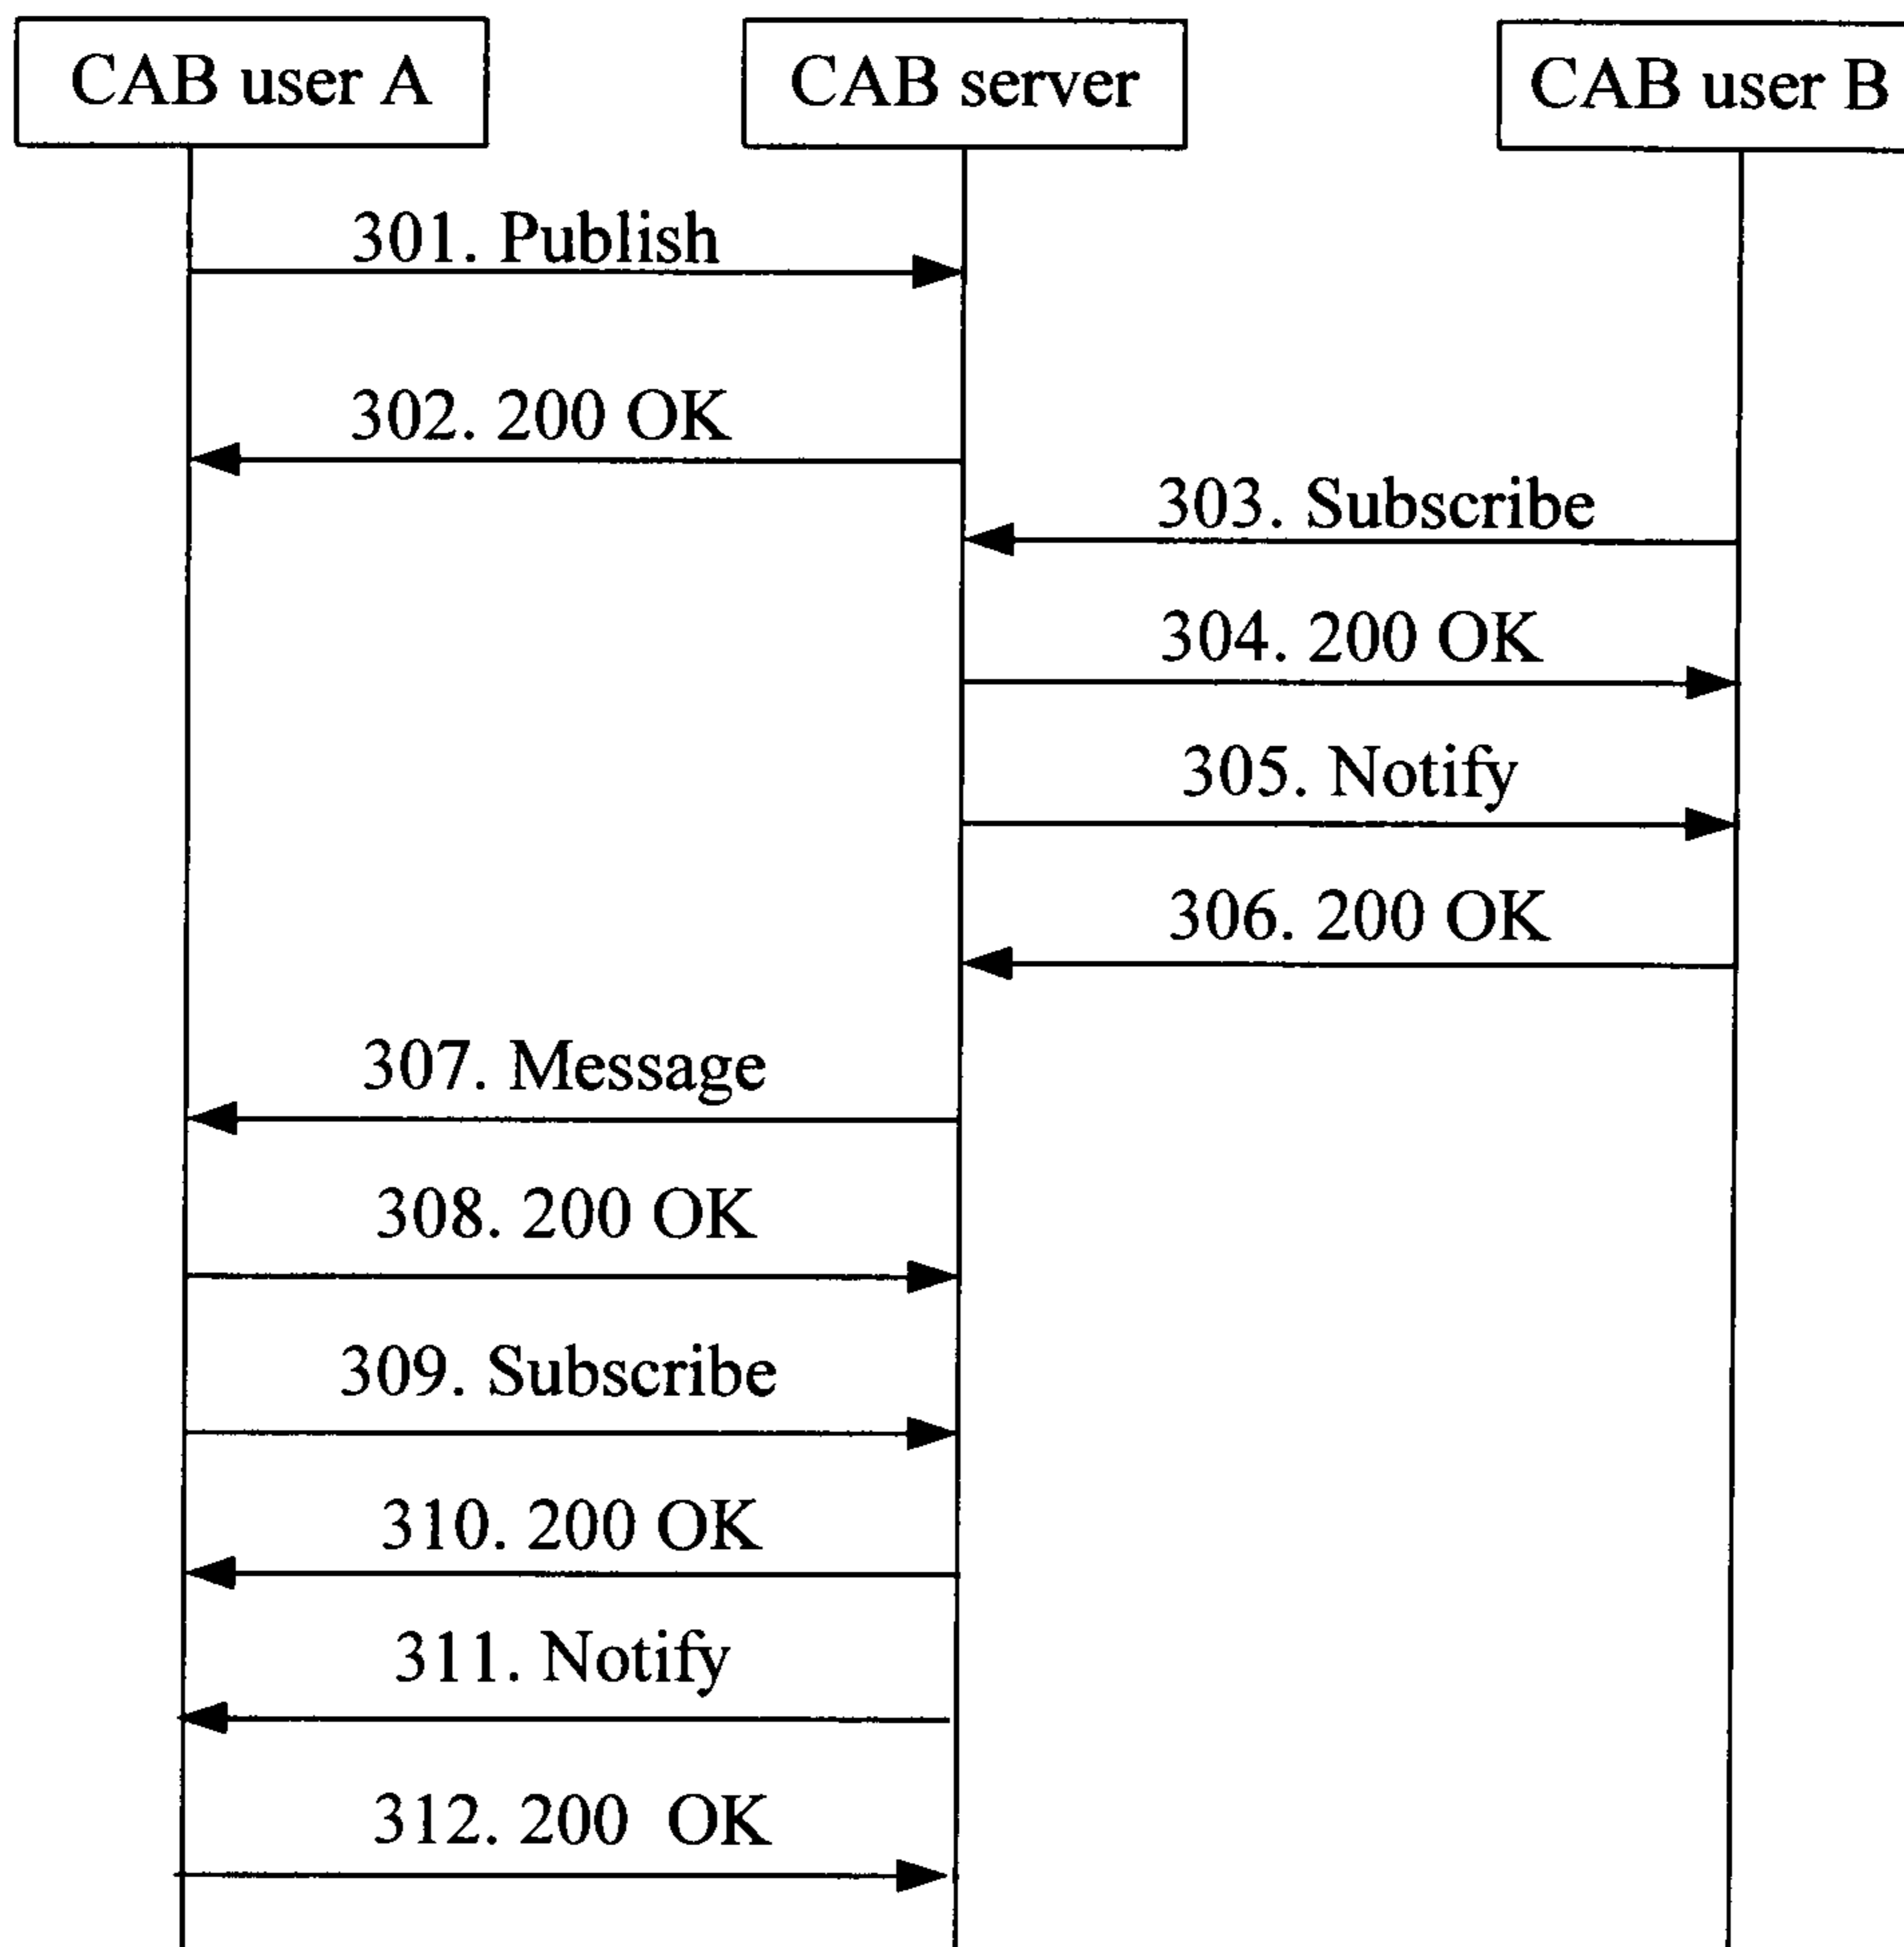 CAB user A
CAB server
CAB user B
301. Publish
302. 200 OK
303. Subscribe
304. 200 OK
305. Notify
306. 200 OK
307. Message
308. 200 OK
309. Subscribe
310. 200 OK
311. Notify
312. 200 OK